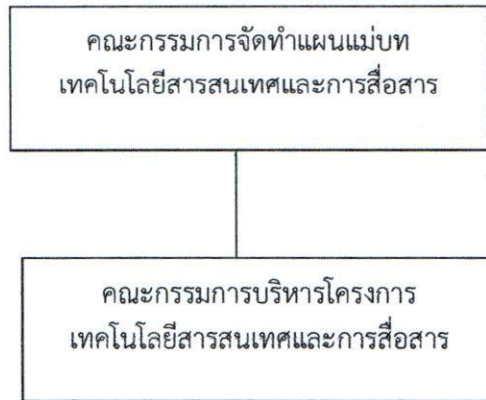 คณะกรรมการจัดทำแผนแม่บท
เทคโนโลยีสารสนเทศและการสื่อสาร
คณะกรรมการบริหารโครงการ
เทคโนโลยีสารสนเทศและการสื่อสาร